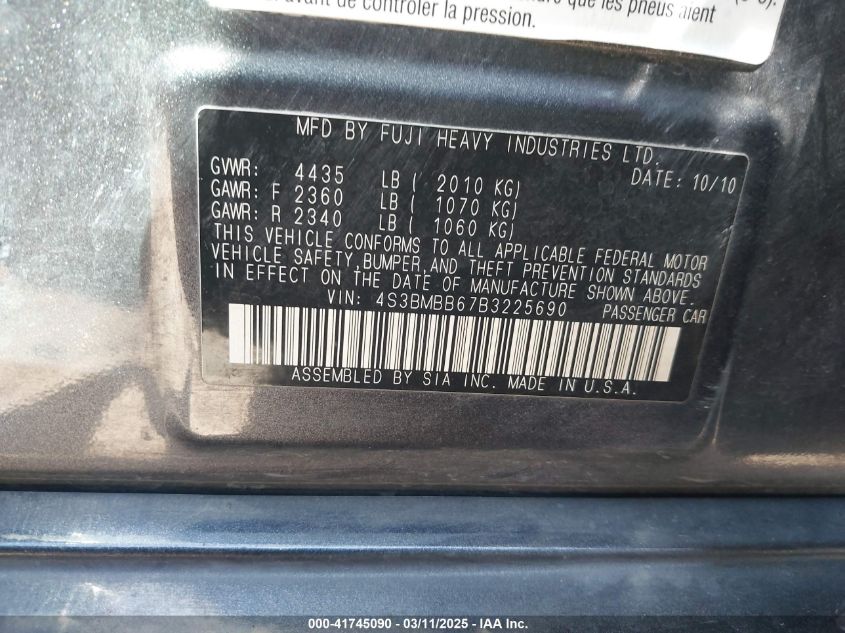 que les pneus aient
avant de contrôler la pression.
MFD BY FUJI HEAVY INDUSTRIES LTD.
GVWR: 4435 LB ( 2010 KG) DATE: 10/10
GAWR: F 2360 LB ( 1070 KG)
GAWR: R 2340 LB ( 1060 KG)
THIS VEHICLE CONFORMS TO ALL APPLICABLE FEDERAL MOTOR
VEHICLE SAFETY, BUMPER, AND THEFT PREVENTION STANDARDS
IN EFFECT ON THE DATE OF MANUFACTURE SHOWN ABOVE.
VIN: 4S3BMBB67B3225690 PASSENGER CAR
ASSEMBLED BY SIA INC. MADE IN U.S.A.
000-41745090 - 03/11/2025 - IAA Inc.